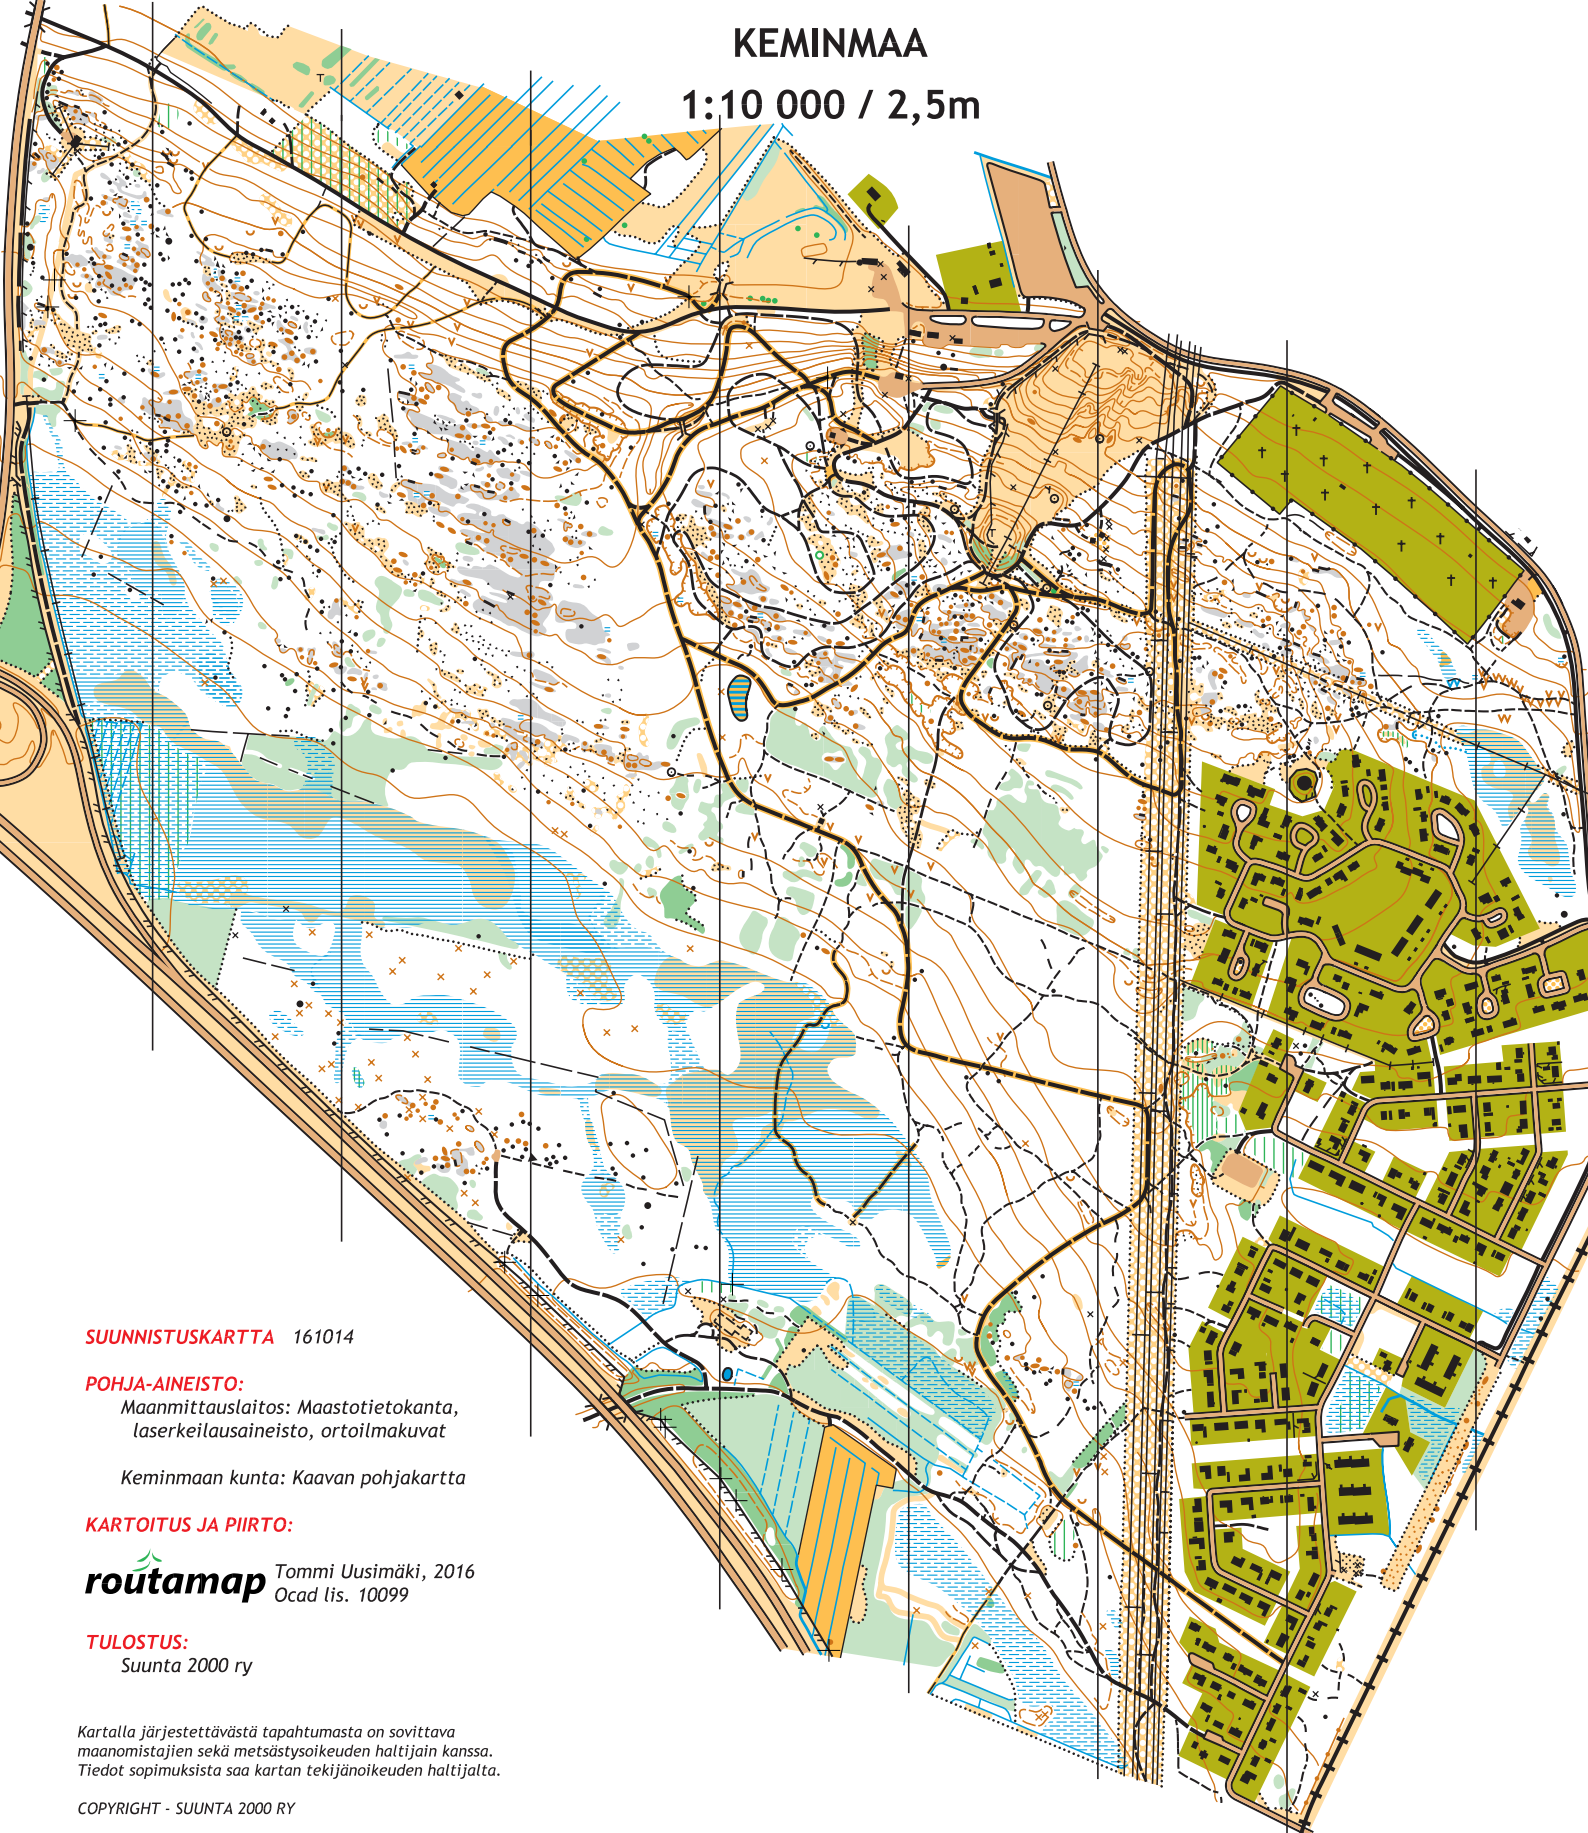 KEMINMAA
1:10 000 / 2,5m
SUUNNISTUSKARTTA 161014
POHJA-AINEISTO:
Maanmittauslaitos: Maastotietokanta,
laserkeilausaineisto, ortoilmakuvat
Keminmaan kunta: Kaavan pohjakartta
KARTOITUS JA PIIRTO:
routamap Tommi Uusimäki, 2016
Ocad lis. 10099
TULOSTUS:
Suunta 2000 ry
Kartalla järjestettävästä tapahtumasta on sovittava
maanomistajien sekä metsästysoikeuden haltijain kanssa.
Tiedot sopimuksista saa kartan tekijänoikeuden haltijalta.
COPYRIGHT - SUUNTA 2000 RY